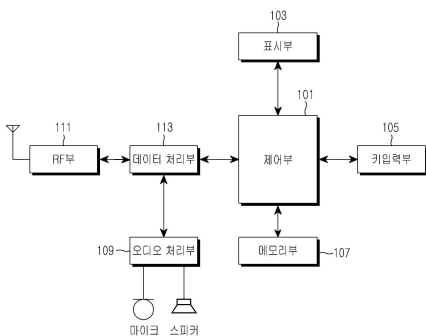 103
표시부
101
111
113
105
RF부
데이터 처리부
제어부
키입력부
109
오디오 처리부
메모리부
107
마이크
스피커